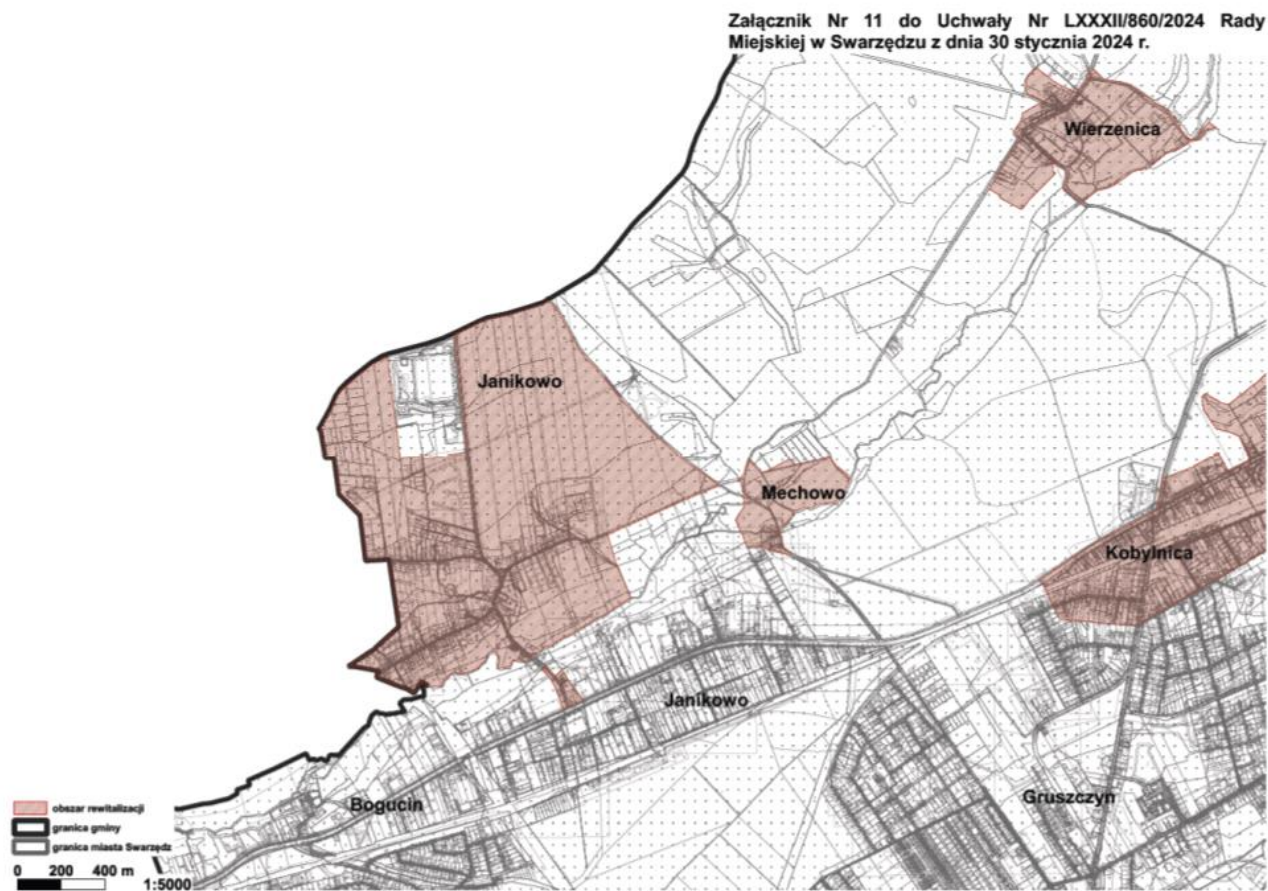 Załącznik Nr 11 do Uchwały Nr LXXXII/860/2024 Rady
Miejskiej w Swarzędzu z dnia 30 stycznia 2024 r.
Wierzenica
Janikowo
Mechowo
Kobylnica
Janikowo
Gruszczyn
Bogucin
obszar rewitalizacji
granica gminy
granica miasta Swarzędz
0 200 400 m
1:5000